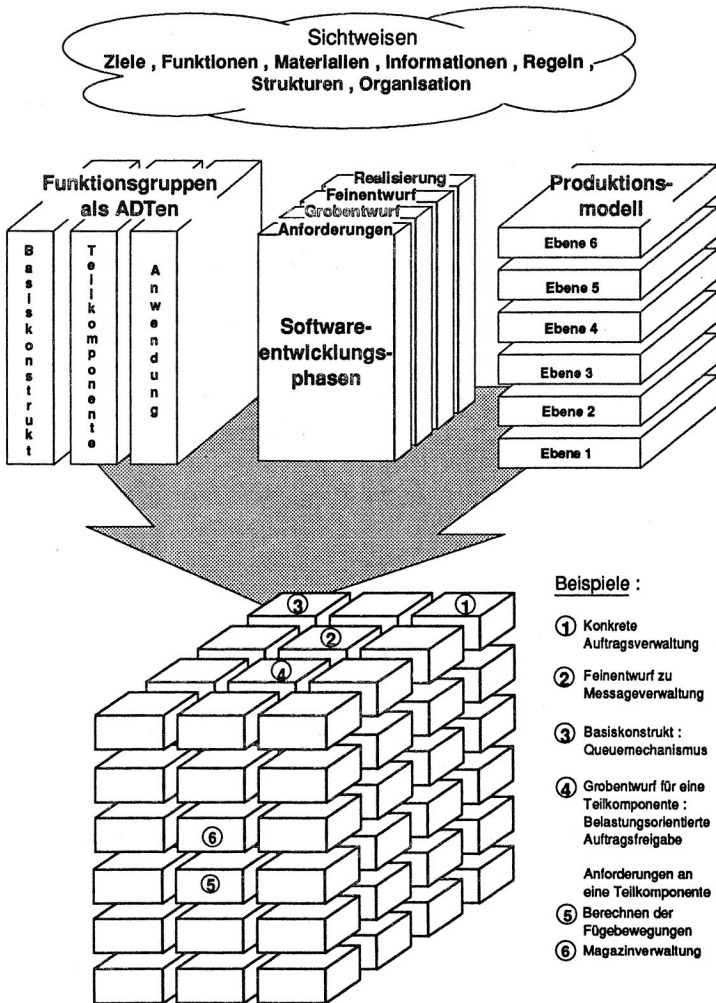 Sichtweisen
Ziele , Funktionen , Materialien , Informationen , Regeln ,
Strukturen , Organisation
Funktionsgruppen
als ADTen
Basiskonstrukt
Teilkomponente
Anwendung
Realisierung
Feinentwurf
Grobentwurf
Anforderungen
Software-
entwicklungs-
phasen
Produktions-
modell
Ebene 6
Ebene 5
Ebene 4
Ebene 3
Ebene 2
Ebene 1
3
1
2
4
6
5
Beispiele :
1 Konkrete
Auftragsverwaltung
2 Feinentwurf zu
Messageverwaltung
3 Basiskonstrukt :
Queuemechanismus
4 Grobentwurf für eine
Teilkomponente :
Belastungsorientierte
Auftragsfreigabe
Anforderungen an
eine Teilkomponente
5 Berechnen der
Fügebewegungen
6 Magazinverwaltung